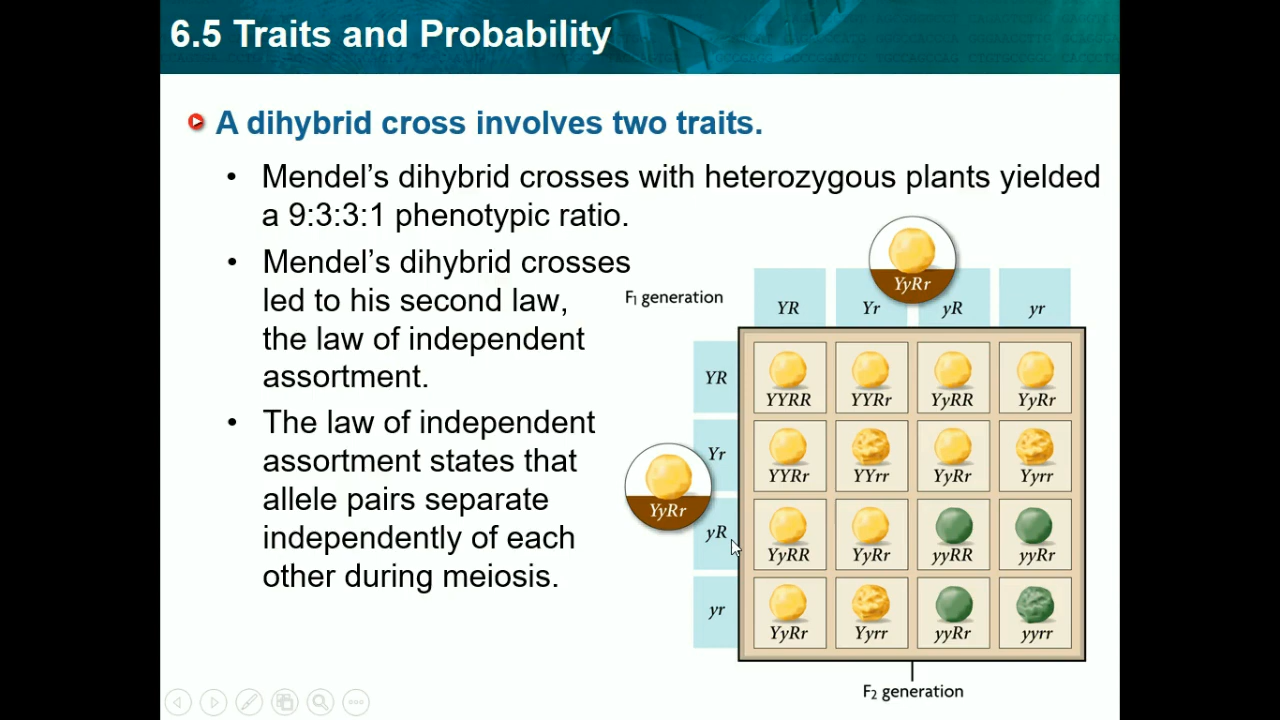 6.5 Traits and Probability
A dihybrid cross involves two traits.
• Mendel’s dihybrid crosses with heterozygous plants yielded
a 9:3:3:1 phenotypic ratio.
• Mendel’s dihybrid crosses
led to his second law,
the law of independent
assortment.
• The law of independent
assortment states that
allele pairs separate
independently of each
other during meiosis.
F₁ generation
YyRr
YR Yr yR yr
YyRr
YR YYRR YYRr YyRR YyRr
Yr YYRr YYrr YyRr Yyrr
yR YyRR YyRr yyRR yyRr
yr YyRr Yyrr yyRr yyrr
F₂ generation